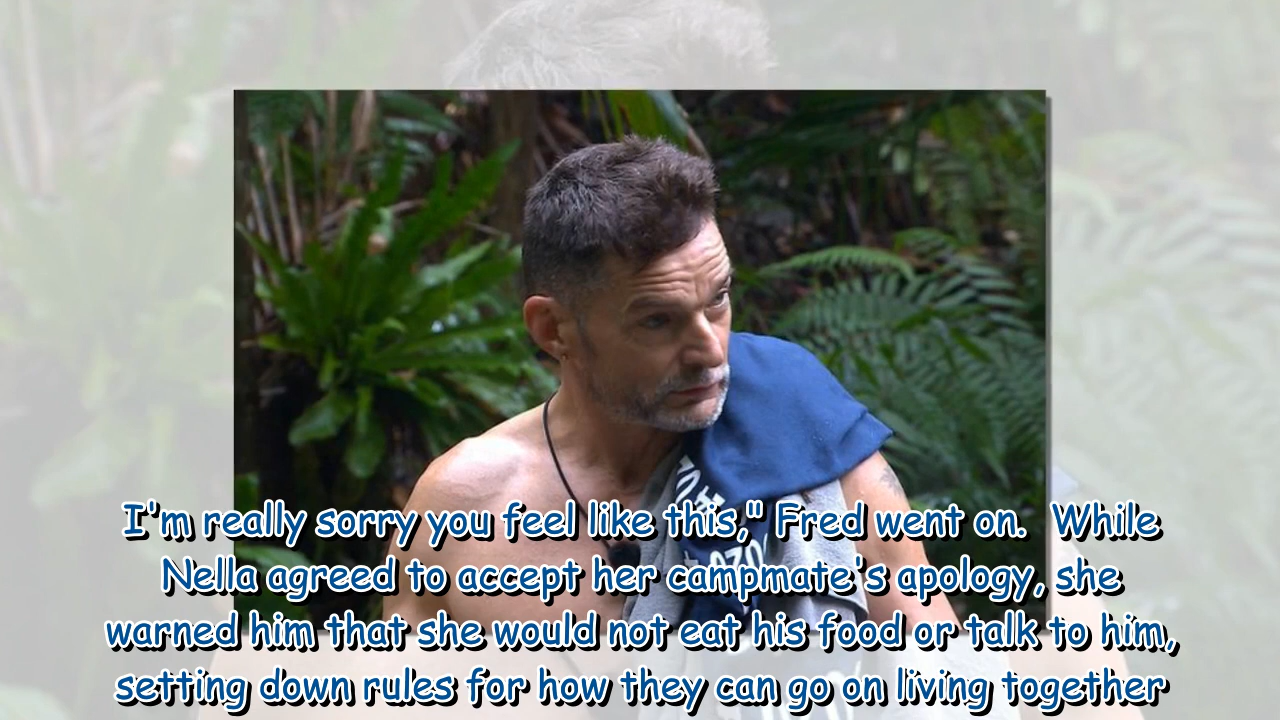 I'm really sorry you feel like this," Fred went on.  While
Nella agreed to accept her campmate's apology, she
warned him that she would not eat his food or talk to him,
setting down rules for how they can go on living together